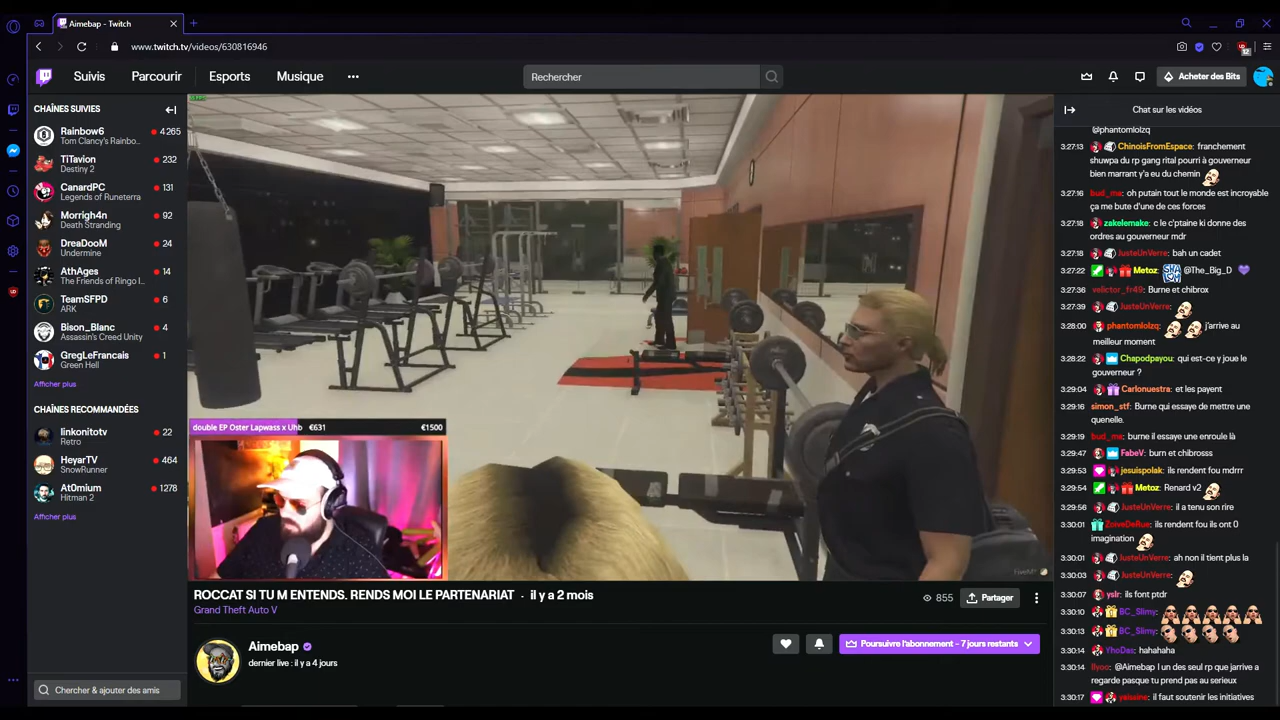 Aimebap - Twitch
www.twitch.tv/videos/630816946
12
Suivis
Parcourir
Esports
Musique
Rechercher
Acheter des Bits
CHAÎNES SUIVIES
Rainbow6
4 265
Tom Clancy's Rainbo...
TiTavion
232
Destiny 2
CanardPC
131
Legends of Runeterra
Morrigh4n
92
Death Stranding
DreaDooM
24
Undermine
AthAges
14
The Friends of Ringo I...
TeamSFPD
6
ARK
Bison_Blanc
4
Assassin's Creed Unity
GregLeFrancais
1
Green Hell
Afficher plus
CHAÎNES RECOMMANDÉES
linkonitotv
22
Retro
HeyarTV
464
SnowRunner
At0mium
1278
Hitman 2
Afficher plus
Chercher & ajouter des amis
double EP Oster Lapwass x Uhb €631 €1500
FiveM
ROCCAT SI TU M ENTENDS. RENDS MOI LE PARTENARIAT - il y a 2 mois
Grand Theft Auto V
855
Partager
Aimebap
dernier live : il y a 4 jours
Poursuivre l'abonnement – 7 jours restants
Chat sur les vidéos
@phantomlolzq
3:27:13 ChinoisFromEspace: franchement
shuwpa du rp gang rital pourri à gouverneur
bien marrant y'a eu du chemin
3:27:16 bud_ma: oh putain tout le monde est incroyable
ça me bute d'une de ces forces
3:27:18 zakelemake: c le c'ptaine ki donne des
ordres au gouverneur mdr
3:27:18 JusteUnVerre: bah un cadet
3:27:22 Metoz: @The_Big_D
3:27:36 velictor_fr49: Burne et chibrox
3:27:39 JusteUnVerre:
3:28:00 phantomlolzq: j'arrive au
meilleur moment
3:28:22 Chapodpayou: qui est-ce y joue le
gouverneur ?
3:29:04 Carlonuestra: et les payent
3:29:16 simon_stf: Burne qui essaye de mettre une
quenelle.
3:29:19 bud_ma: burne il essaye une enroule là
3:29:47 FabeV: burn et chibrosss
3:29:53 jesuispolak: ils rendent fou mdrrr
3:29:54 Metoz: Renard v2
3:29:56 JusteUnVerre: il a tenu son rire
3:30:01 ZoiveDeRue: ils rendent fou ils ont 0
imagination
3:30:01 JusteUnVerre: ah non il tient plus la
3:30:03 JusteUnVerre:
3:30:07 yslr: ils font ptdr
3:30:10 BC_Slimy:
3:30:13 BC_Slimy:
3:30:14 YhoDas: hahahaha
3:30:14 llyoo: @Aimebap l un des seul rp que jarrive a
regarde pasque tu prend pas au serieux
3:30:17 yaissine: il faut soutenir les initiatives